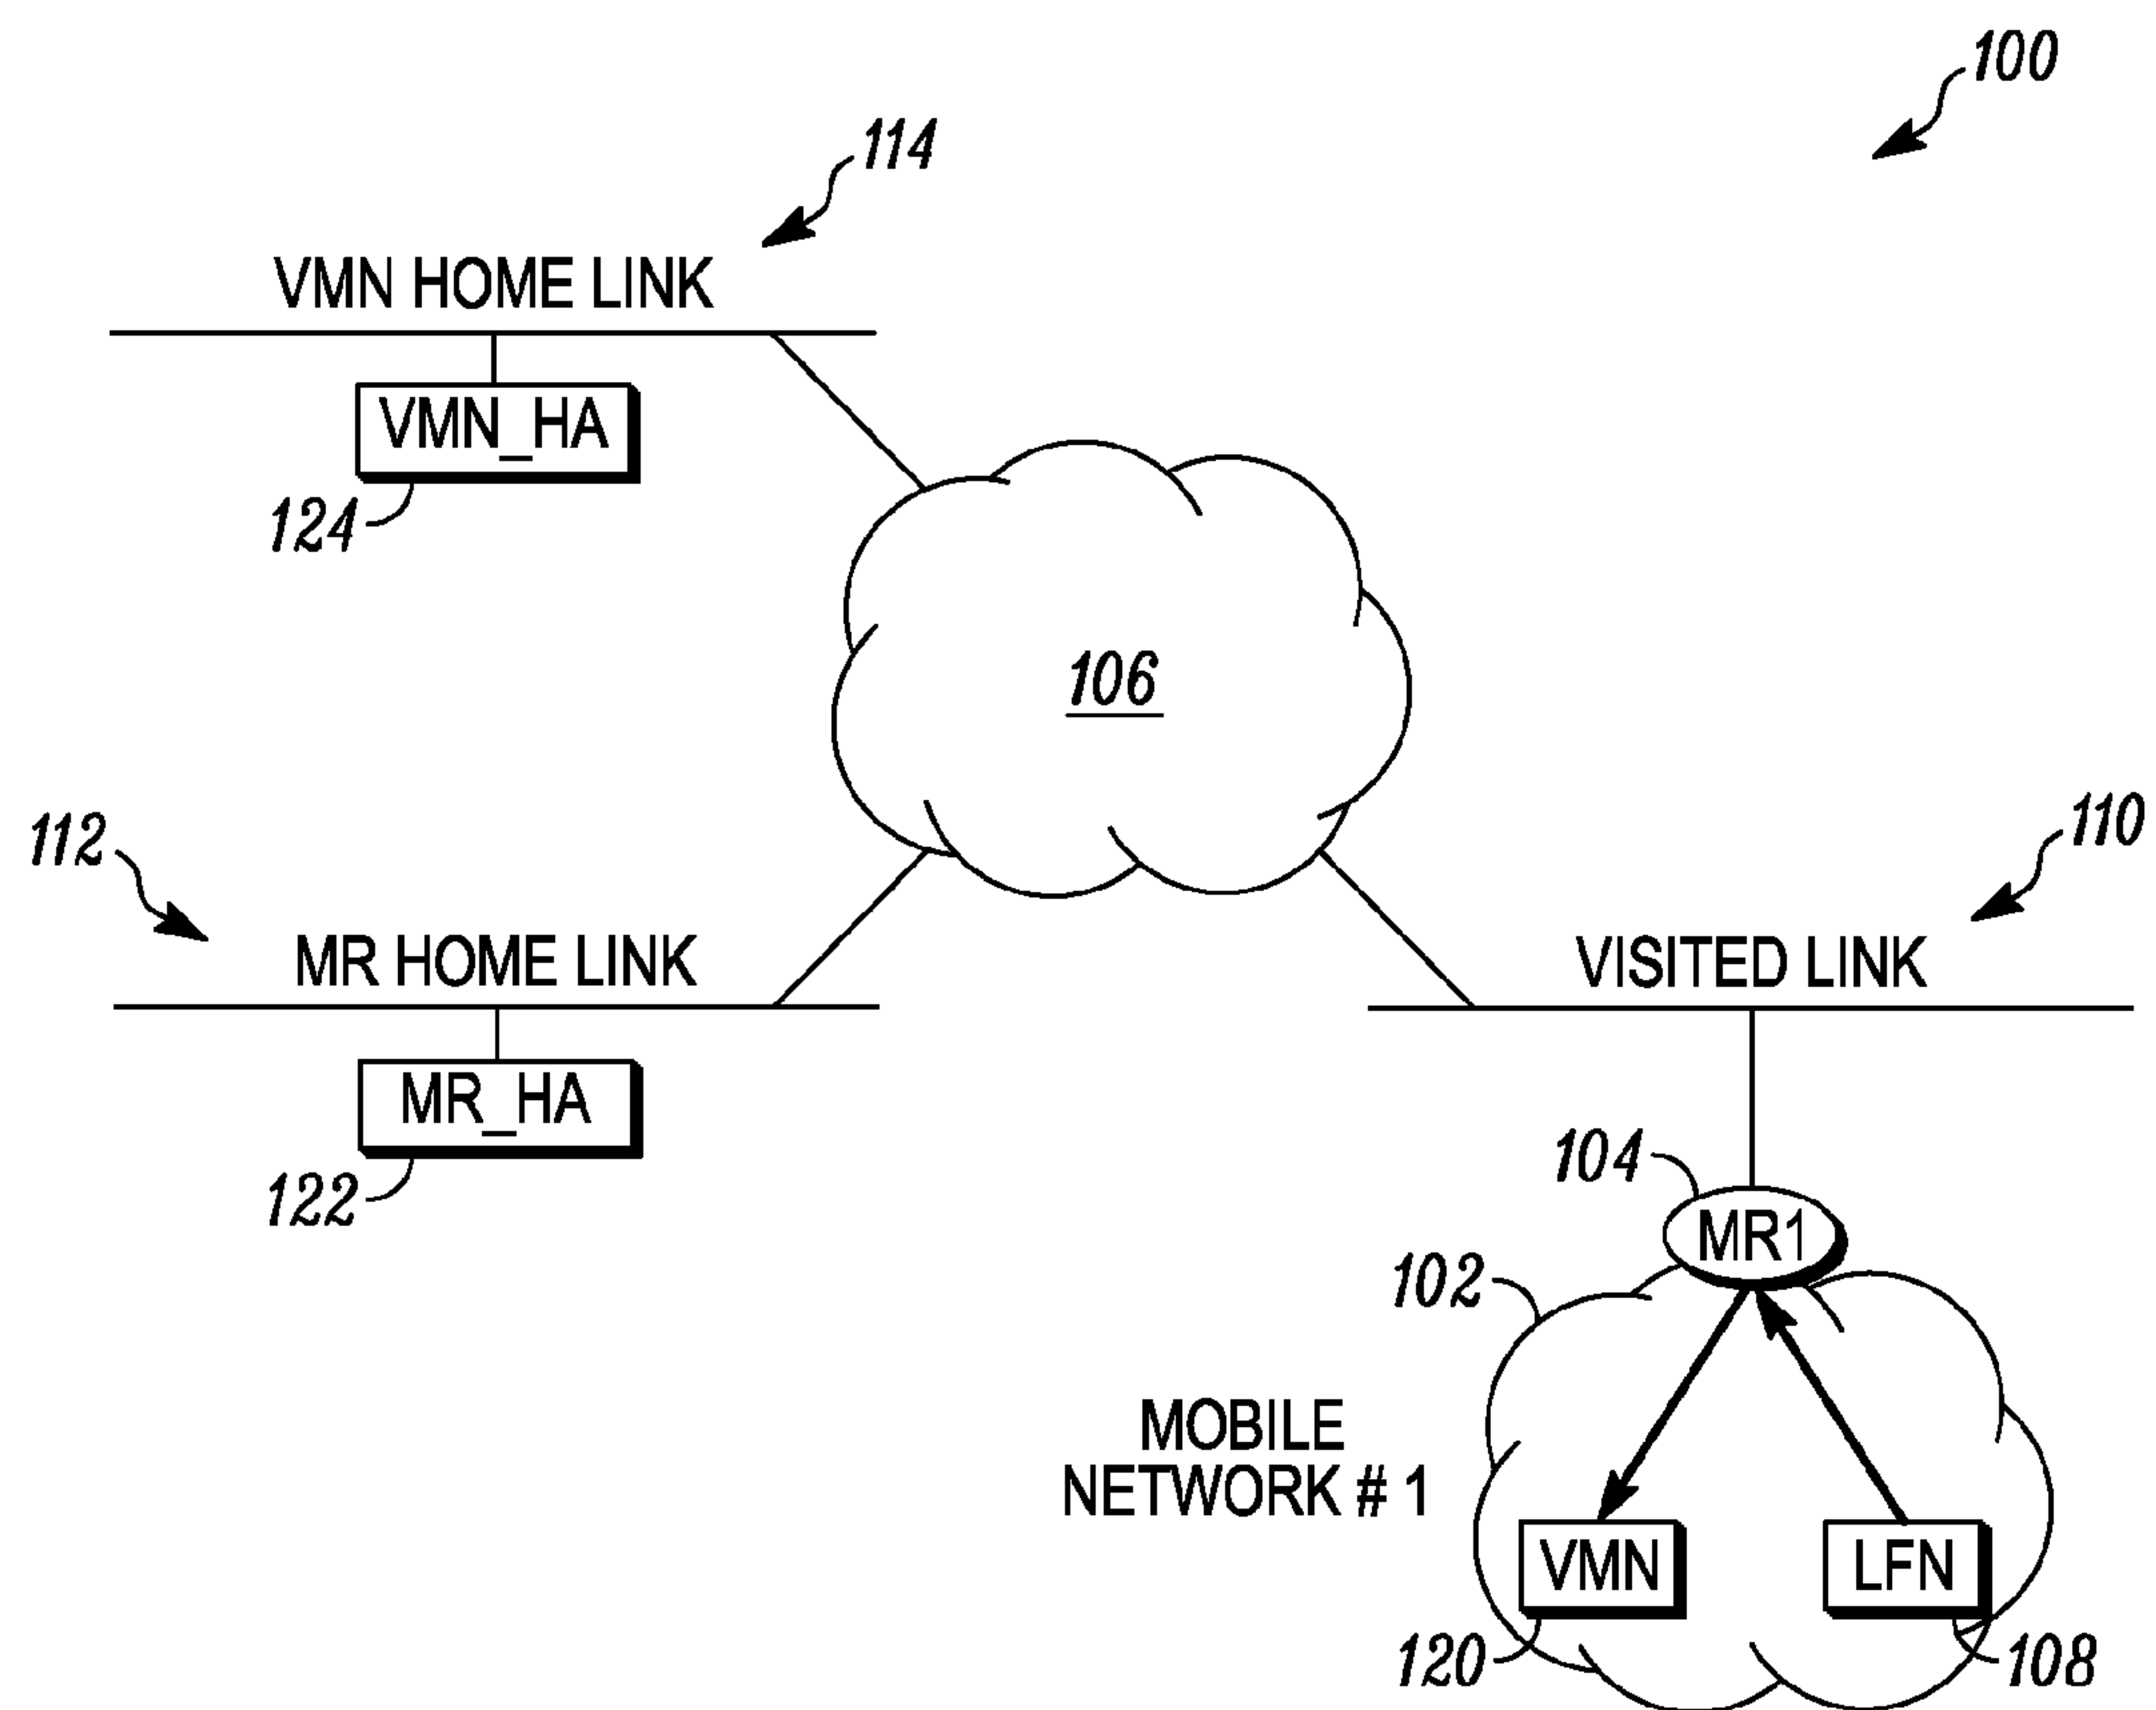 100
114
VMN HOME LINK
VMN_HA
124
106
112
110
MR HOME LINK
VISITED LINK
MR_HA
122
104
MR1
102
MOBILE
NETWORK # 1
VMN
LFN
120
108